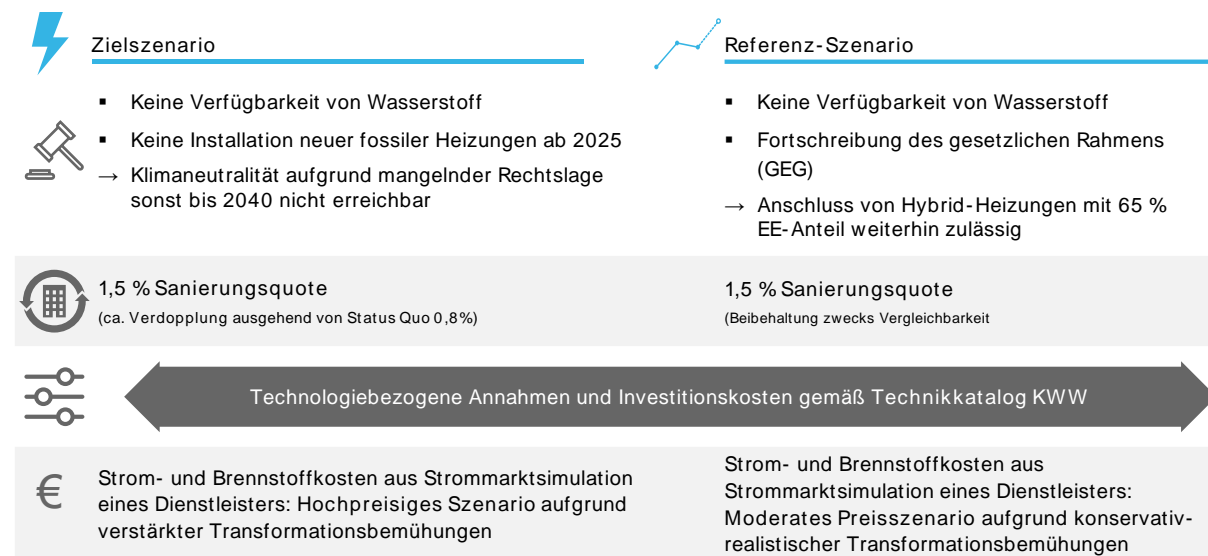 Zielszenario
Referenz-Szenario
▪ Keine Verfügbarkeit von Wasserstoff
▪ Keine Installation neuer fossiler Heizungen ab 2025
→ Klimaneutralität aufgrund mangelnder Rechtslage
sonst bis 2040 nicht erreichbar
▪ Keine Verfügbarkeit von Wasserstoff
▪ Fortschreibung des gesetzlichen Rahmens
(GEG)
→ Anschluss von Hybrid-Heizungen mit 65 %
EE-Anteil weiterhin zulässig
1,5 % Sanierungsquote
(ca. Verdopplung ausgehend von Status Quo 0,8%)
1,5 % Sanierungsquote
(Beibehaltung zwecks Vergleichbarkeit
Technologiebezogene Annahmen und Investitionskosten gemäß Technikkatalog KWW
€
Strom- und Brennstoffkosten aus Strommarktsimulation
eines Dienstleisters: Hochpreisiges Szenario aufgrund
verstärkter Transformationsbemühungen
Strom- und Brennstoffkosten aus
Strommarktsimulation eines Dienstleisters:
Moderates Preisszenario aufgrund konservativ-
realistischer Transformationsbemühungen